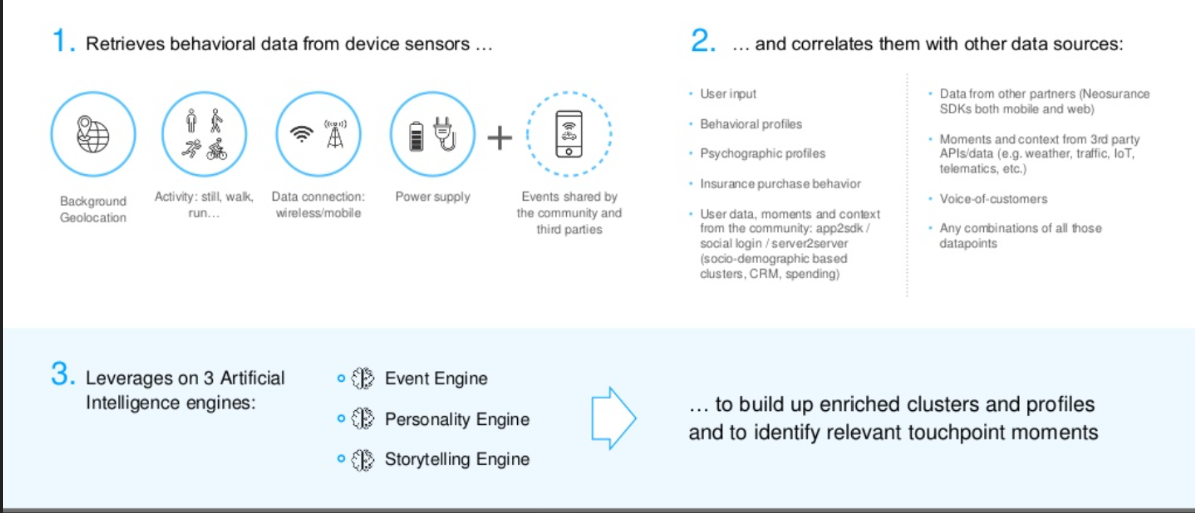 1. Retrieves behavioral data from device sensors ...
Background
Geolocation
Activity: still, walk,
run...
Data connection:
wireless/mobile
Power supply
+
Events shared by
the community and
third parties
2. ... and correlates them with other data sources:
• User input
• Behavioral profiles
• Psychographic profiles
• Insurance purchase behavior
• User data, moments and context
from the community: app2sdk /
social login / server2server
(socio-demographic based
clusters, CRM, spending)
• Data from other partners (Neosurance
SDKs both mobile and web)
• Moments and context from 3rd party
APIs/data (e.g. weather, traffic, IoT,
telematics, etc.)
• Voice-of-customers
• Any combinations of all those
datapoints
3. Leverages on 3 Artificial
Intelligence engines:
Event Engine
Personality Engine
Storytelling Engine
... to build up enriched clusters and profiles
and to identify relevant touchpoint moments